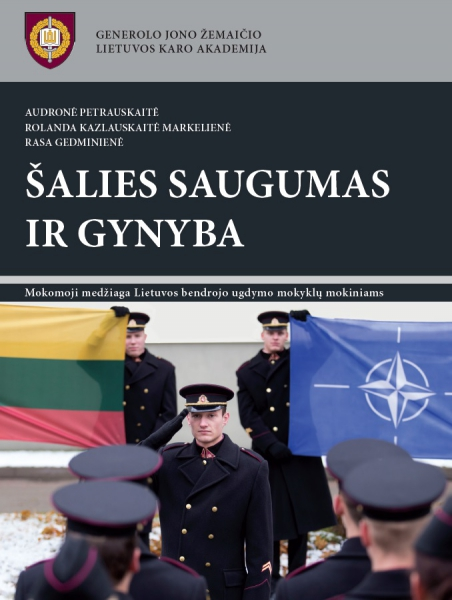 GENEROLO JONO ŽEMAIČIO
LIETUVOS KARO AKADEMIJA
AUDRONĖ PETRAUSKAITĖ
ROLANDA KAZLAUSKAITĖ MARKELIENĖ
RASA GEDMINIENĖ
ŠALIES SAUGUMAS
IR GYNYBA
Mokomoji medžiaga Lietuvos bendrojo ugdymo mokyklų mokiniams